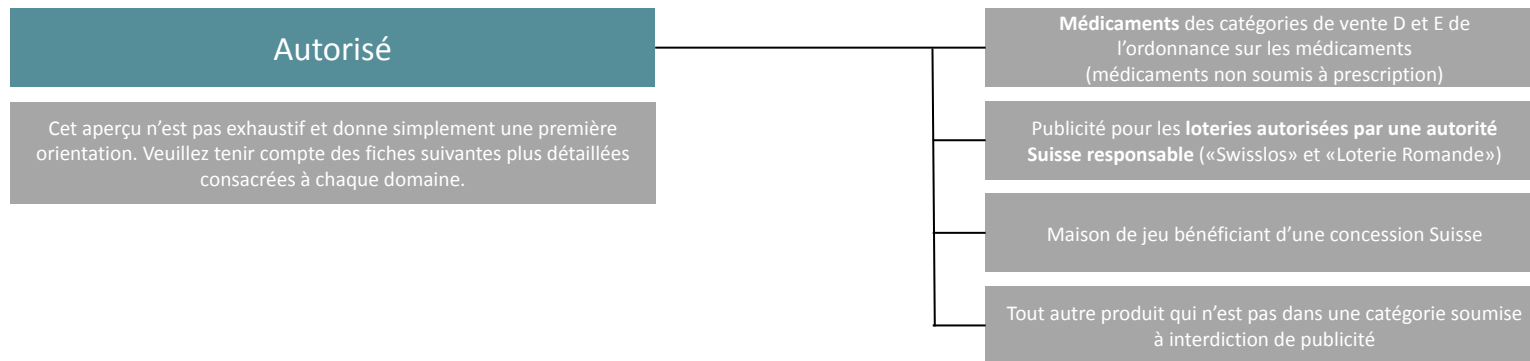 Autorisé
Cet aperçu n’est pas exhaustif et donne simplement une première
orientation. Veuillez tenir compte des fiches suivantes plus détaillées
consacrées à chaque domaine.
Médicaments des catégories de vente D et E de
l’ordonnance sur les médicaments
(médicaments non soumis à prescription)
Publicité pour les loteries autorisées par une autorité
Suisse responsable («Swisslos» et «Loterie Romande»)
Maison de jeu bénéficiant d’une concession Suisse
Tout autre produit qui n’est pas dans une catégorie soumise
à interdiction de publicité